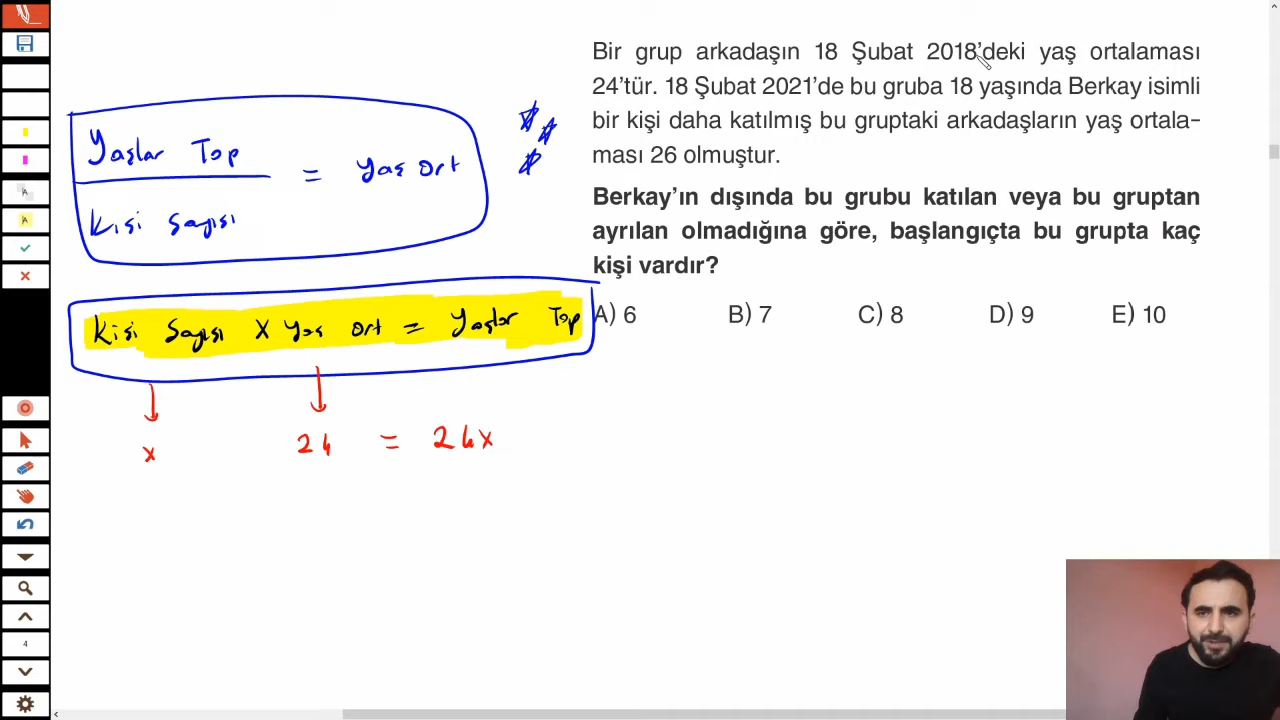 Bir grup arkadaşın 18 Şubat 2018'deki yaş ortalaması
24'tür. 18 Şubat 2021'de bu gruba 18 yaşında Berkay isimli
bir kişi daha katılmış bu gruptaki arkadaşların yaş ortala-
ması 26 olmuştur.
Berkay'ın dışında bu grubu katılan veya bu gruptan
ayrılan olmadığına göre, başlangıçta bu grupta kaç
kişi vardır?
A) 6 B) 7 C) 8 D) 9 E) 10
Yaşlar Top
= Yaş Ort
Kişi Sayısı
Kişi Sayısı X Yaş Ort = Yaşlar Top
x 24 = 24x
A
A
4